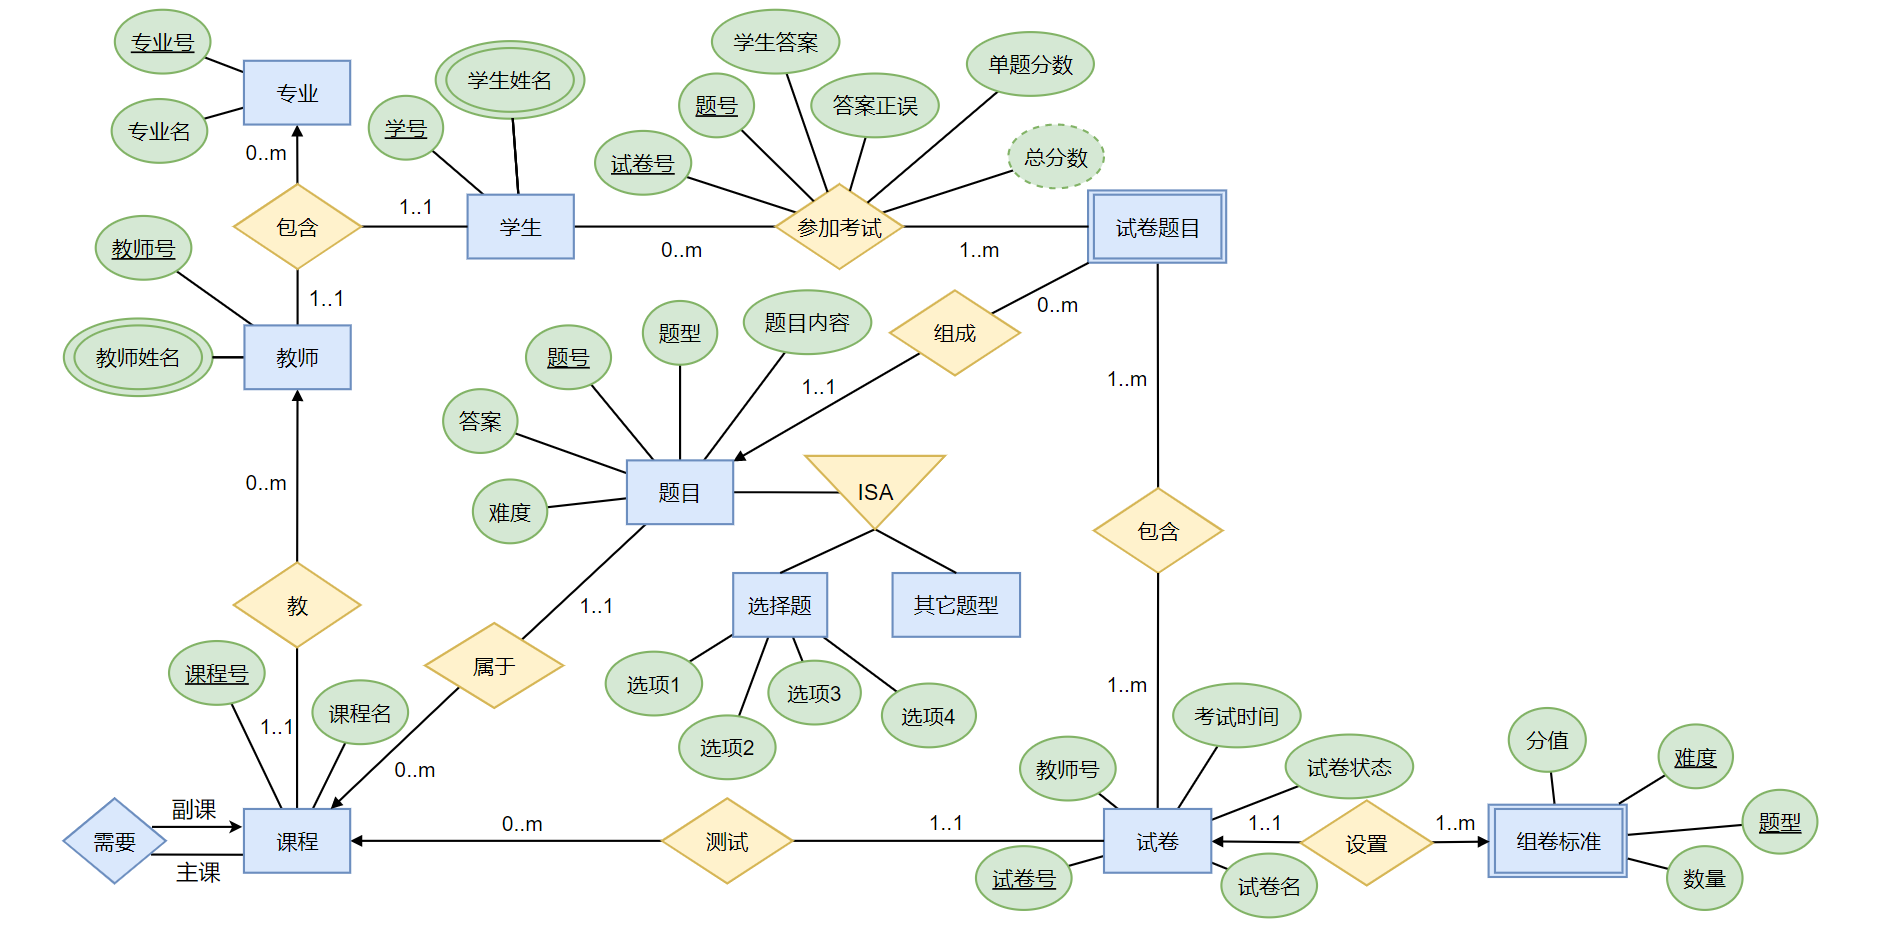 专业号
专业名
专业
0..m
包含
1..1
学号
学生姓名
学生
0..m
试卷号
题号
学生答案
答案正误
单题分数
总分数
参加考试
1..m
试卷题目
教师号
1..1
教师姓名
教师
0..m
组成
1..1
题号
题型
题目内容
答案
难度
题目
ISA
选择题
其它题型
选项1
选项2
选项3
选项4
1..m
包含
1..m
0..m
教
1..1
属于
0..m
课程号
1..1
课程名
需要
副课
主课
课程
0..m
测试
1..1
教师号
考试时间
试卷状态
试卷
试卷号
试卷名
1..1
设置
1..m
组卷标准
分值
难度
题型
数量